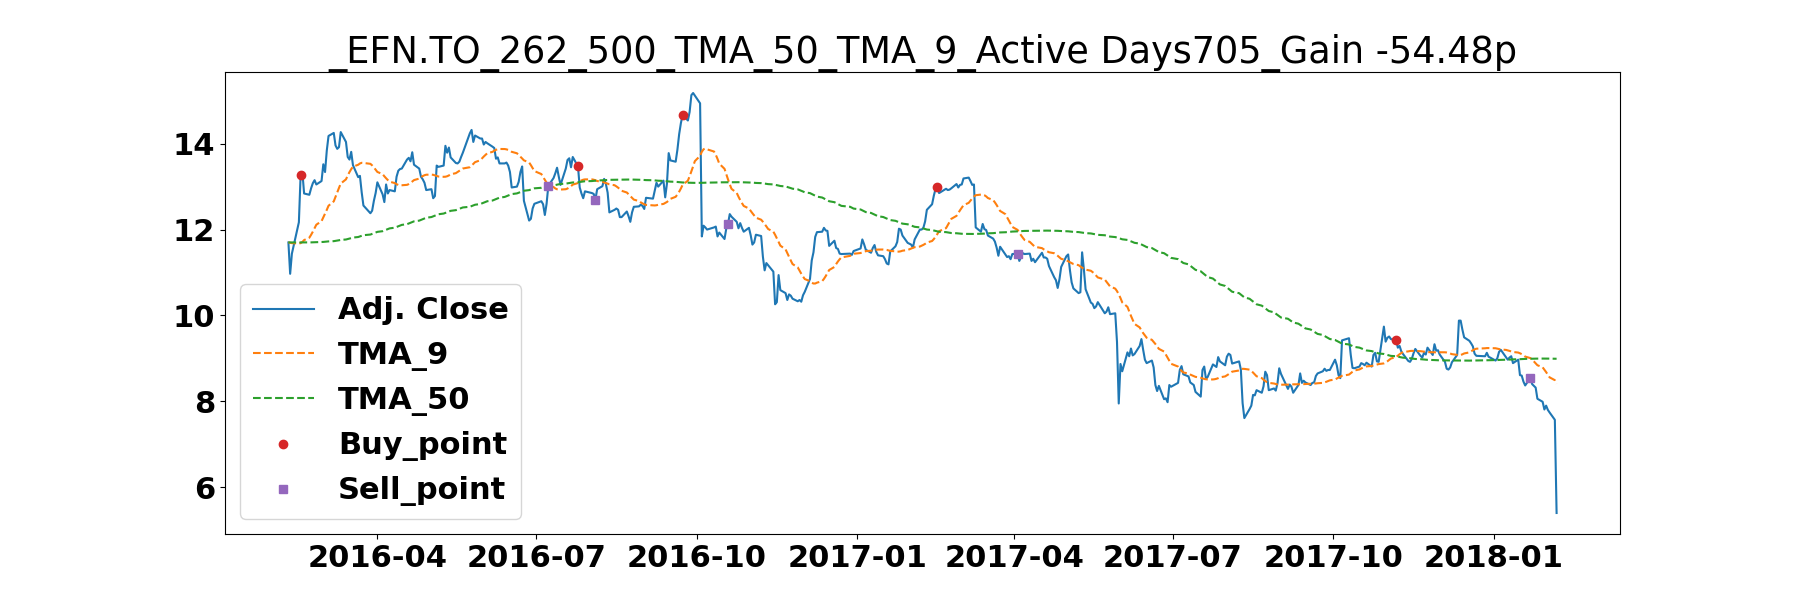 _EFN.TO_262_500_TMA_50_TMA_9_Active Days705_Gain -54.48p
14
12
10
8
6
Adj. Close
TMA_9
TMA_50
Buy_point
Sell_point
2016-04 2016-07 2016-10 2017-01 2017-04 2017-07 2017-10 2018-01